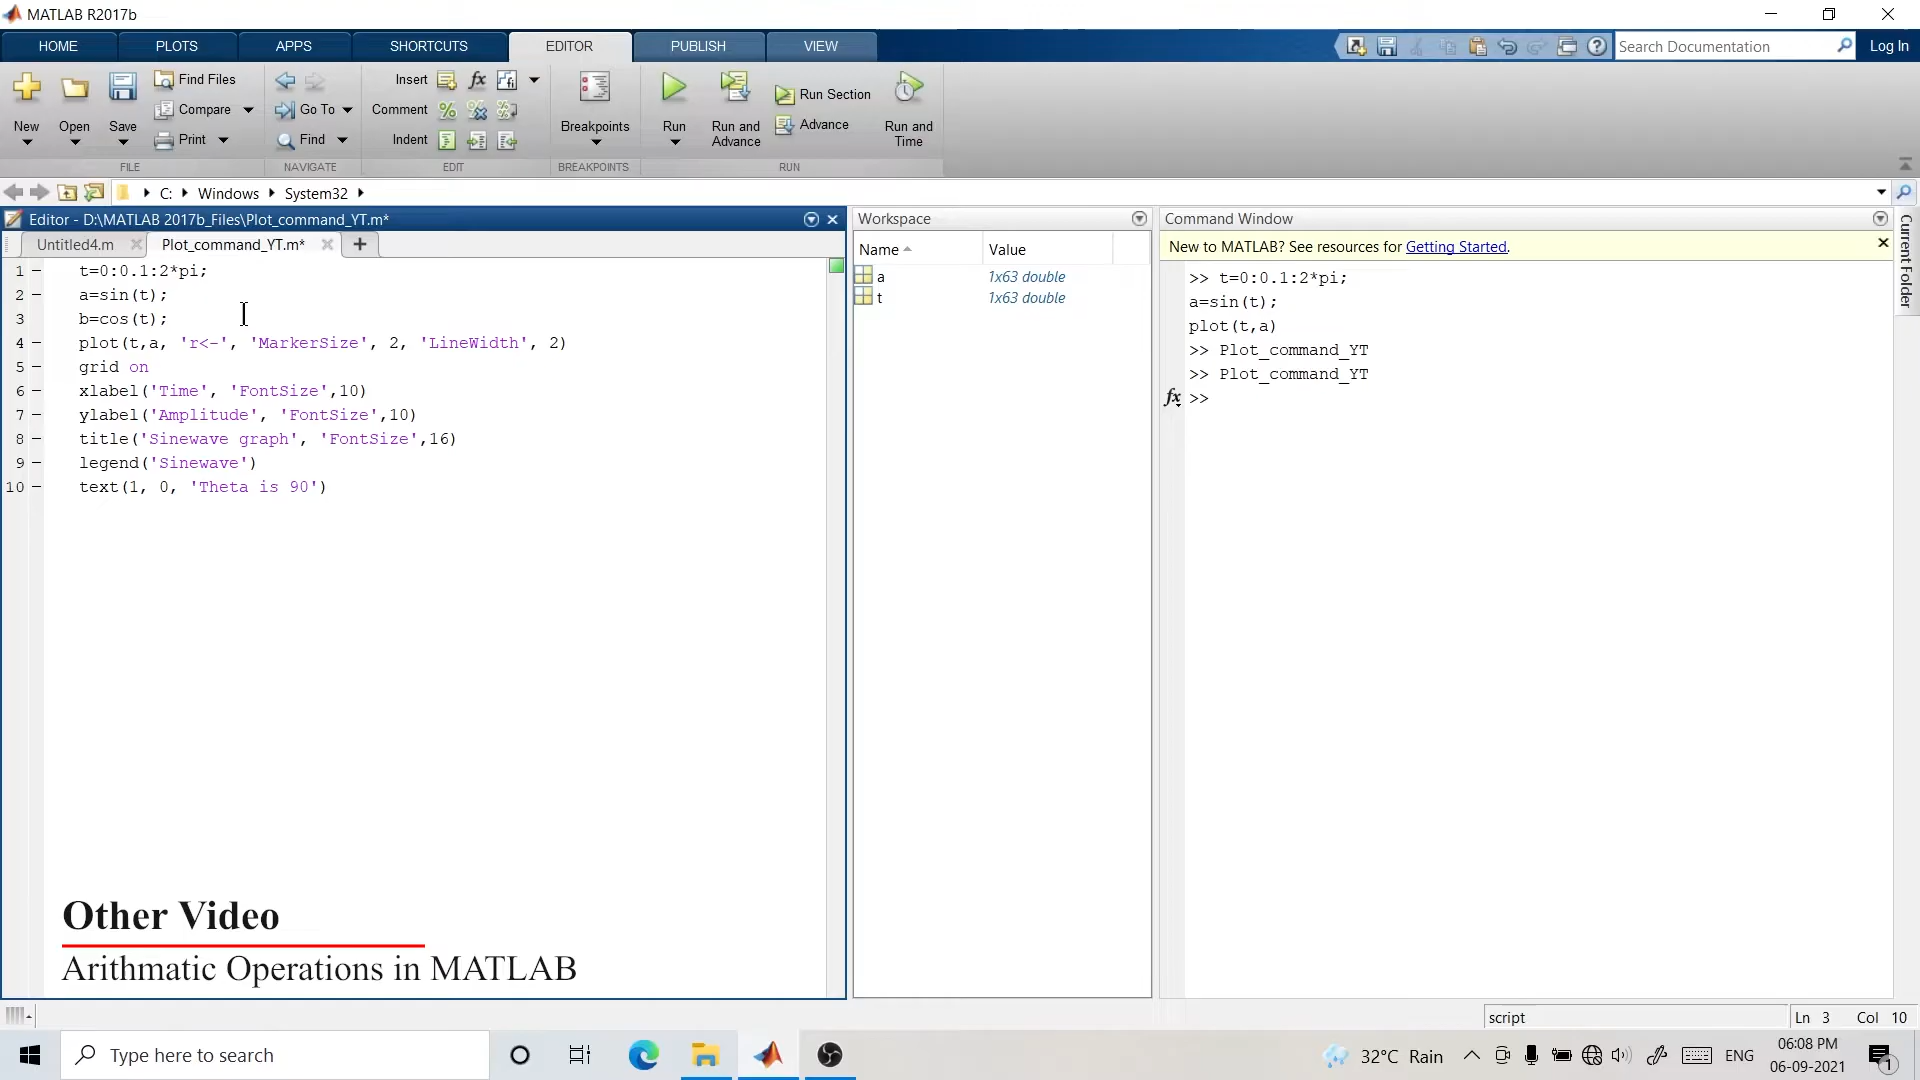 MATLAB R2017b
HOME PLOTS APPS SHORTCUTS EDITOR PUBLISH VIEW Search Documentation Log In
New Open Save Find Files Compare Print Go To Find Insert fx Comment Indent Breakpoints Run Run and Advance Run Section Advance Run and Time
FILE NAVIGATE EDIT BREAKPOINTS RUN
C: Windows System32
Editor - D:\MATLAB 2017b_Files\Plot_command_YT.m*
Untitled4.m Plot_command_YT.m*
1 – t=0:0.1:2*pi;
2 – a=sin(t);
3 b=cos(t);
4 – plot(t,a, 'r<-', 'MarkerSize', 2, 'LineWidth', 2)
5 – grid on
6 – xlabel('Time', 'FontSize',10)
7 – ylabel('Amplitude', 'FontSize',10)
8 – title('Sinewave graph', 'FontSize',16)
9 – legend('Sinewave')
10 – text(1, 0, 'Theta is 90')
Other Video
Arithmatic Operations in MATLAB
Workspace
Name Value
a 1x63 double
t 1x63 double
Command Window
New to MATLAB? See resources for Getting Started.
>> t=0:0.1:2*pi;
a=sin(t);
plot(t,a)
>> Plot_command_YT
>> Plot_command_YT
fx >>
Current Folder
script Ln 3 Col 10
Type here to search
32°C Rain ENG
06:08 PM
06-09-2021
1